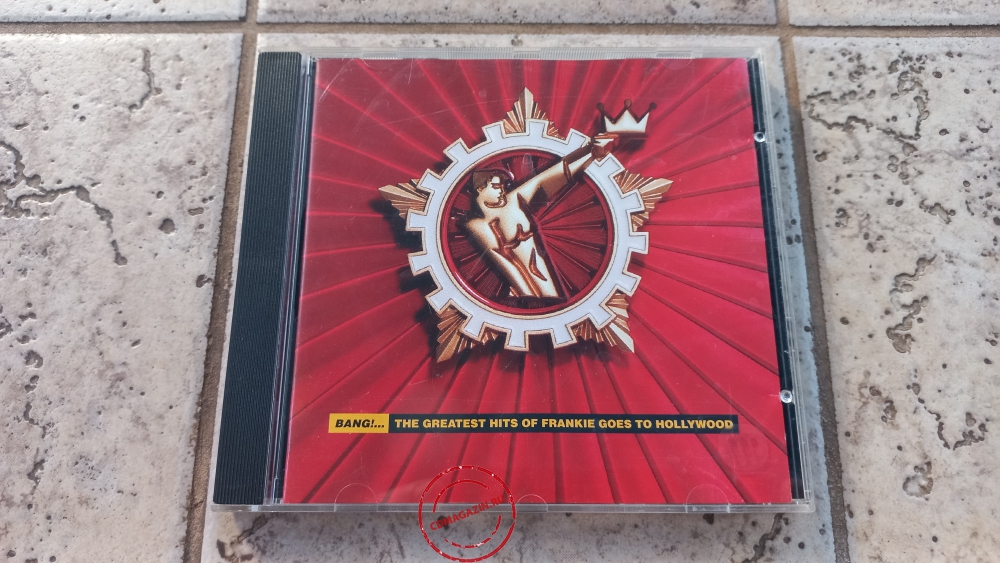 BANG!... THE GREATEST HITS OF FRANKIE GOES TO HOLLYWOOD